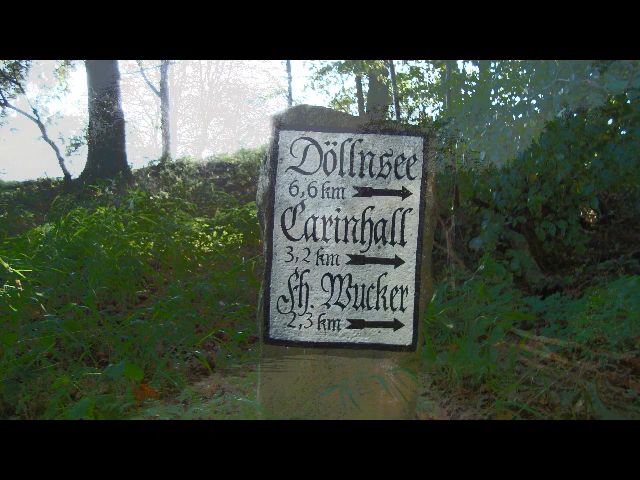 Döllnsee
6,6 km
Carinhall
3,2 km
Fh. Wucker
2,3 km